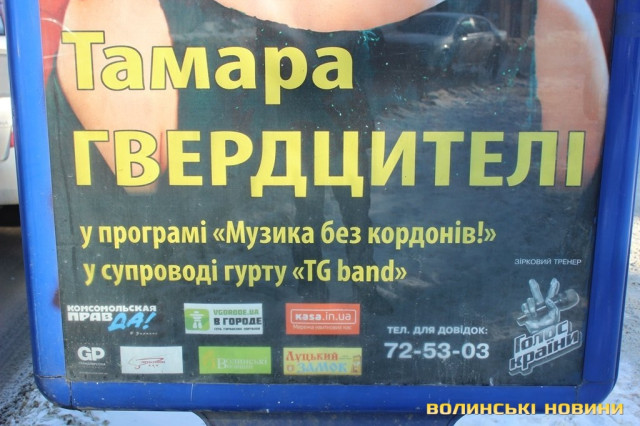 Тамара
ГВЕРДЦИТЕЛІ
у програмі «Музика без кордонів!»
у супроводі гурту «TG band»
ЗІРКОВИЙ ТРЕНЕР
КОМСОМОЛЬСКАЯ
ПРАВДА!
VGORODE.UA
В ГОРОДЕ
каsa.in.ua
ГОЛОС
КРАЇНИ
ТЕЛ. ДЛЯ ДОВІДОК:
72-53-03
GP
ЛУЦЬКИЙ
ЗАМОК
ВОЛИНСЬКІ НОВИНИ